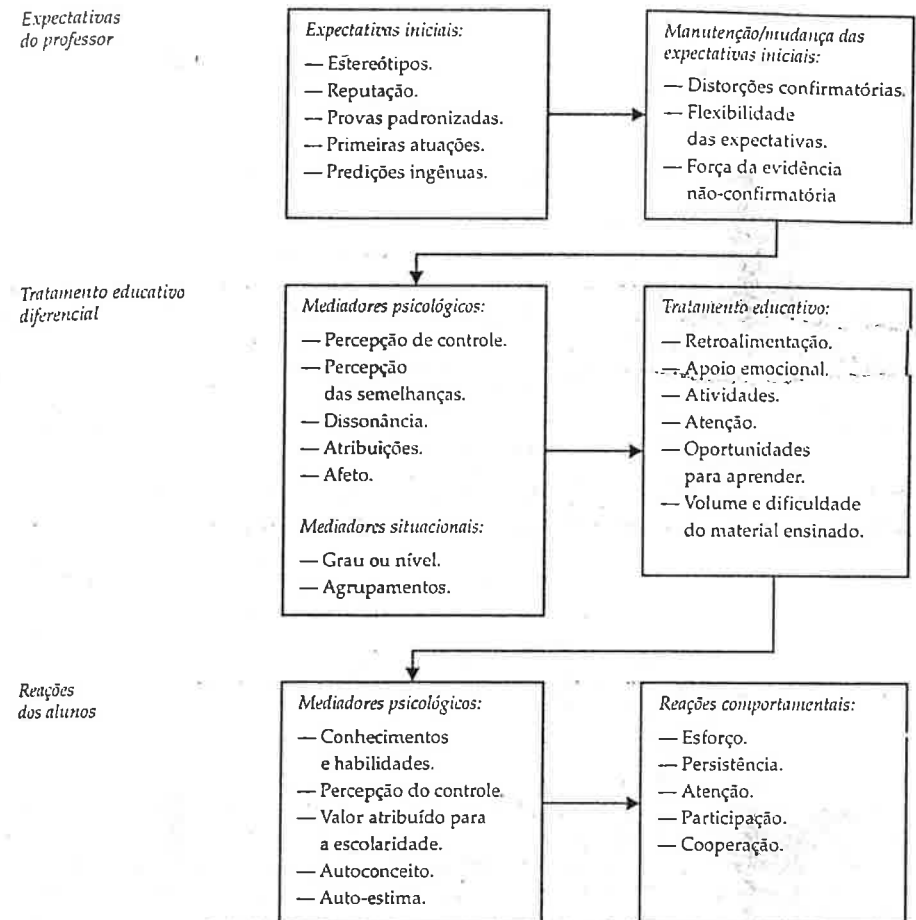 Expectativas
do professor
Expectativas iniciais:
— Estereótipos.
— Reputação.
— Provas padronizadas.
— Primeiras atuações.
— Predições ingênuas.
Manutenção/mudança das
expectativas iniciais:
— Distorções confirmatórias.
— Flexibilidade
das expectativas.
— Força da evidência
não-confirmatória
Tratamento educativo
diferencial
Mediadores psicológicos:
— Percepção de controle.
— Percepção
das semelhanças.
— Dissonância.
— Atribuições.
— Afeto.
Mediadores situacionais:
— Grau ou nível.
— Agrupamentos.
Tratamento educativo:
— Retroalimentação.
— Apoio emocional.
— Atividades.
— Atenção.
— Oportunidades
para aprender.
— Volume e dificuldade
do material ensinado.
Reações
dos alunos
Mediadores psicológicos:
— Conhecimentos
e habilidades.
— Percepção do controle.
— Valor atribuído para
a escolaridade.
— Autoconceito.
— Auto-estima.
Reações comportamentais:
— Esforço.
— Persistência.
— Atenção.
— Participação.
— Cooperação.